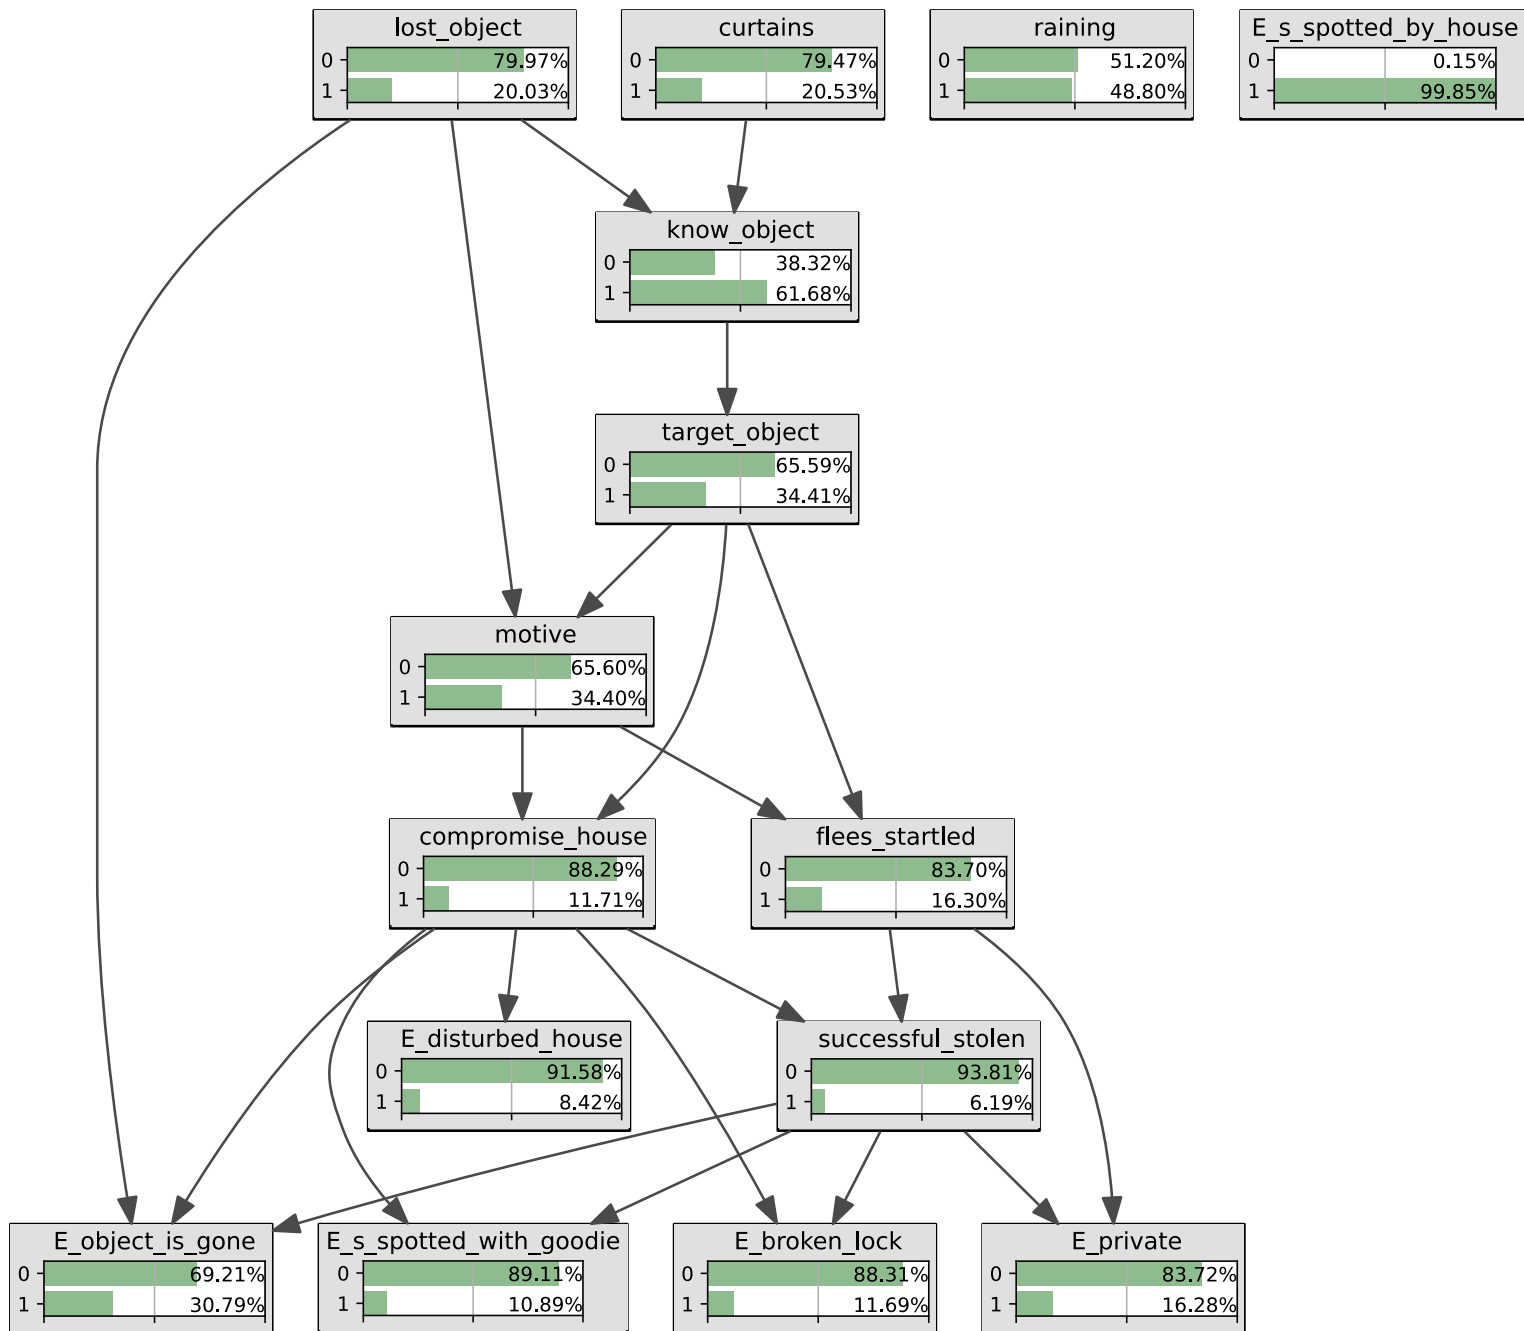 lost_object
0 79.97%
1 20.03%
curtains
0 79.47%
1 20.53%
raining
0 51.20%
1 48.80%
E_s_spotted_by_house
0 0.15%
1 99.85%
know_object
0 38.32%
1 61.68%
target_object
0 65.59%
1 34.41%
motive
0 65.60%
1 34.40%
compromise_house
0 88.29%
1 11.71%
flees_startled
0 83.70%
1 16.30%
E_disturbed_house
0 91.58%
1 8.42%
successful_stolen
0 93.81%
1 6.19%
E_object_is_gone
0 69.21%
1 30.79%
E_s_spotted_with_goodie
0 89.11%
1 10.89%
E_broken_lock
0 88.31%
1 11.69%
E_private
0 83.72%
1 16.28%